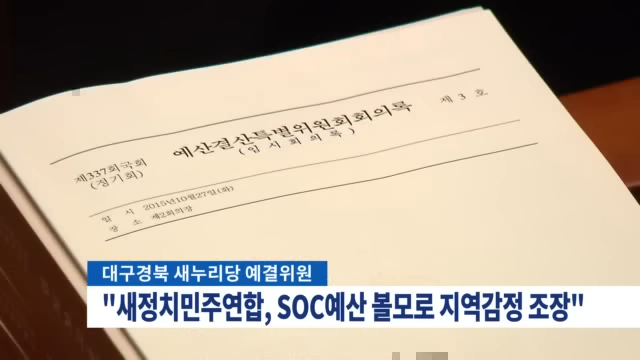 제337회국회
(정기회)
예산결산특별위원회회의록
(임시회의록)
제 3 호
일 시 2015년10월27일(화)
장 소 제2회의장
대구경북 새누리당 예결위원
"새정치민주연합, SOC예산 볼모로 지역감정 조장"